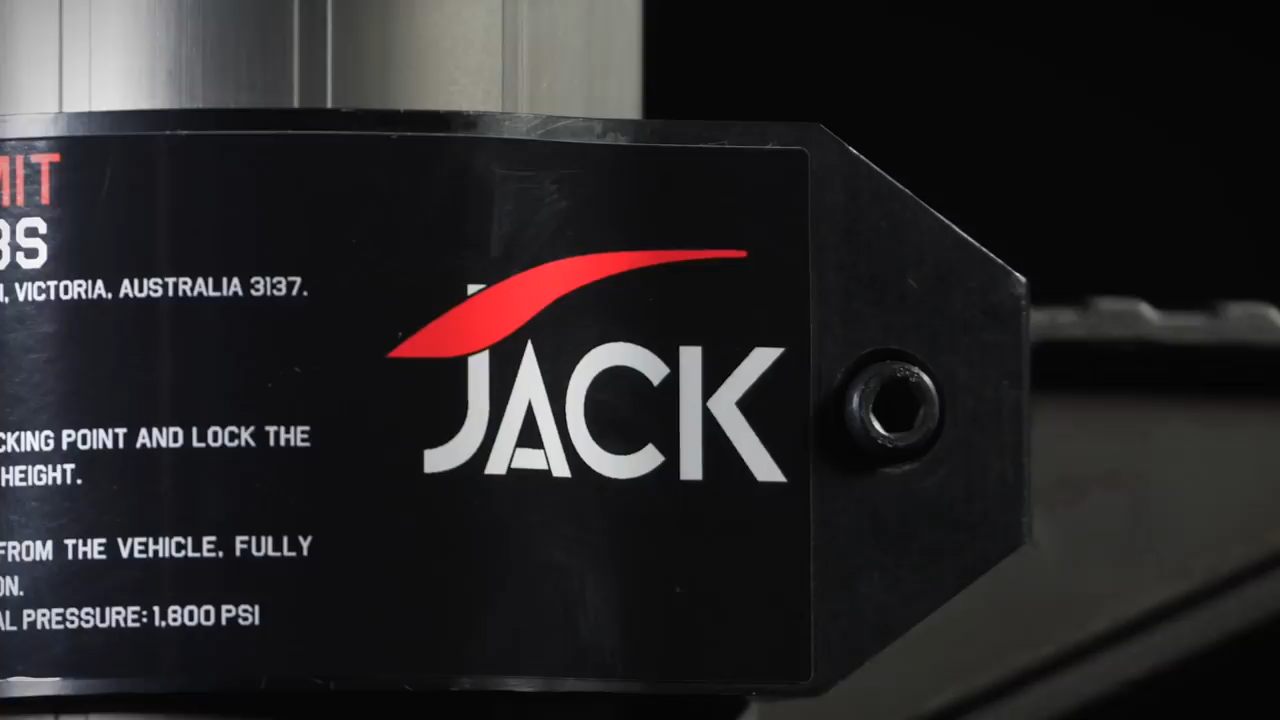 MIT
BS
, VICTORIA, AUSTRALIA 3137.
JACK
CKING POINT AND LOCK THE
HEIGHT.
FROM THE VEHICLE, FULLY
ON.
AL PRESSURE: 1,800 PSI